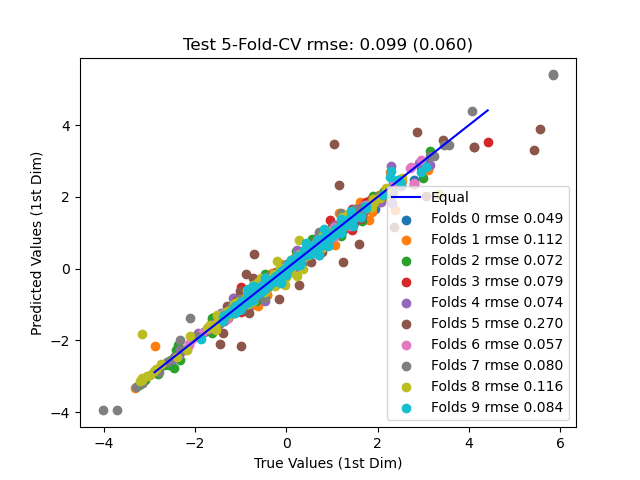 Test 5-Fold-CV rmse: 0.099 (0.060)
Predicted Values (1st Dim)
4
2
0
−2
−4
Equal
Folds 0 rmse 0.049
Folds 1 rmse 0.112
Folds 2 rmse 0.072
Folds 3 rmse 0.079
Folds 4 rmse 0.074
Folds 5 rmse 0.270
Folds 6 rmse 0.057
Folds 7 rmse 0.080
Folds 8 rmse 0.116
Folds 9 rmse 0.084
−4
−2
0
2
4
6
True Values (1st Dim)